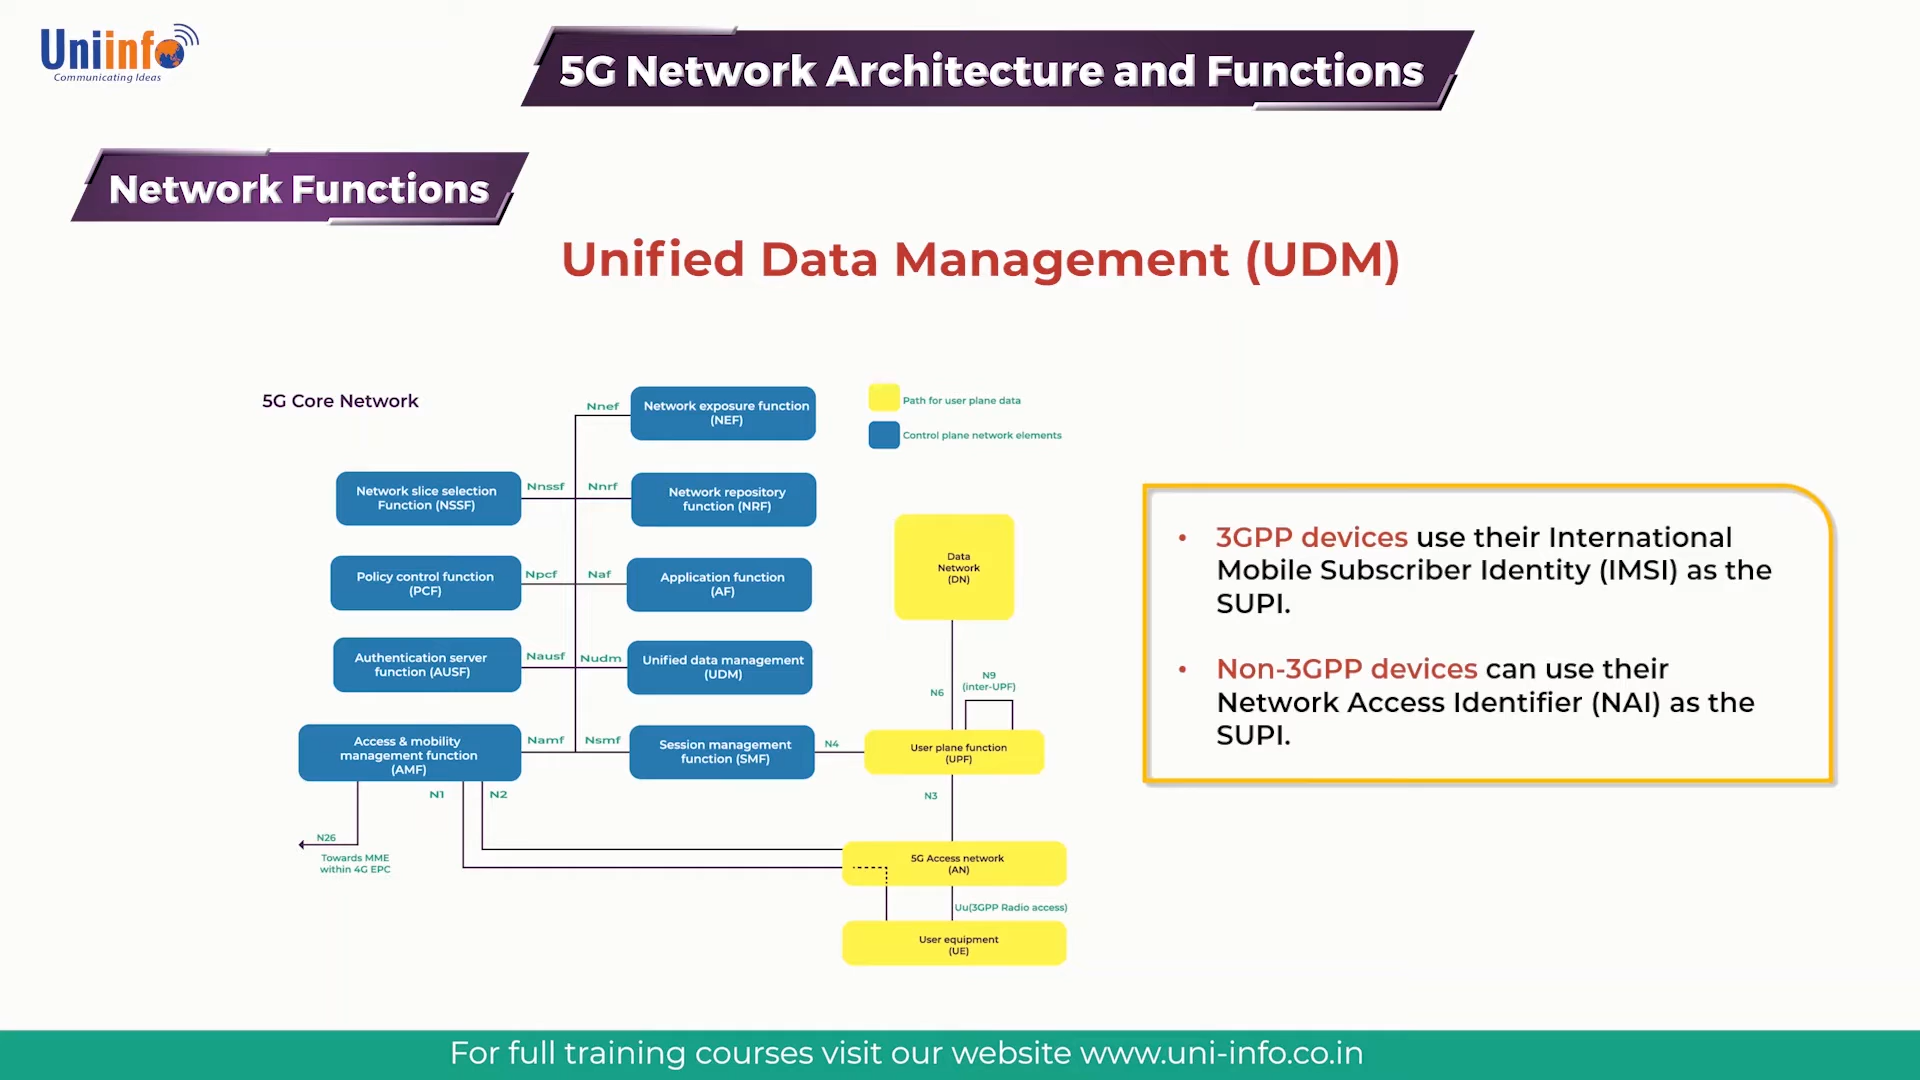 Uniinfo
Communicating Ideas
5G Network Architecture and Functions
Network Functions
Unified Data Management (UDM)
5G Core Network
Nnef
Network exposure function
(NEF)
Path for user plane data
Control plane network elements
Network slice selection
Function (NSSF)
Nnssf
Nnrf
Network repository
function (NRF)
Policy control function
(PCF)
Npcf
Naf
Application function
(AF)
Authentication server
function (AUSF)
Nausf
Nudm
Unified data management
(UDM)
Access & mobility
management function
(AMF)
Namf
Nsmf
Session management
function (SMF)
N4
Data
Network
(DN)
N6
N9
(inter-UPF)
User plane function
(UPF)
N1
N2
N3
N26
Towards MME
within 4G EPC
5G Access network
(AN)
Uu(3GPP Radio access)
User equipment
(UE)
• 3GPP devices use their International
Mobile Subscriber Identity (IMSI) as the
SUPI.
• Non-3GPP devices can use their
Network Access Identifier (NAI) as the
SUPI.
For full training courses visit our website www.uni-info.co.in